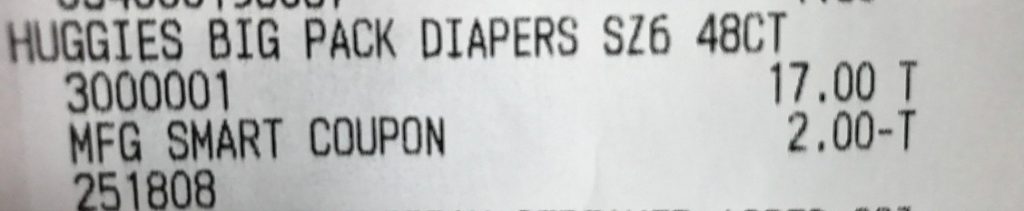 HUGGIES BIG PACK DIAPERS SZ6 48CT
3000001 17.00 T
MFG SMART COUPON 2.00-T
251808